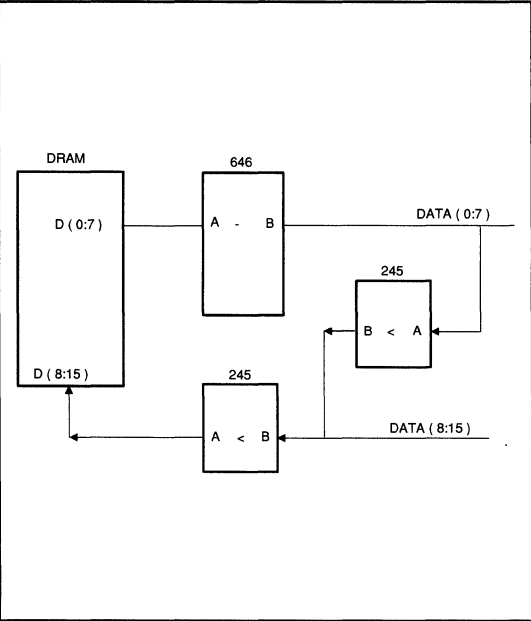 DRAM
646
D ( 0:7 )
A - B
DATA ( 0:7 )
245
B < A
D ( 8:15 )
245
A < B
DATA ( 8:15 )